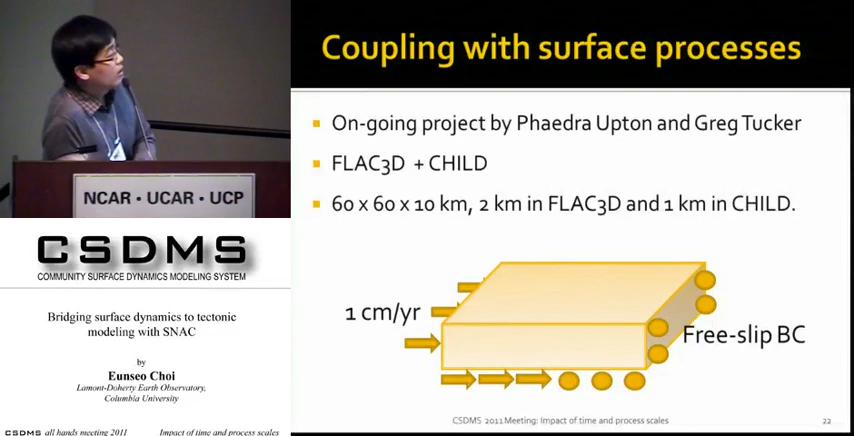 Coupling with surface processes
On-going project by Phaedra Upton and Greg Tucker
FLAC3D + CHILD
60 x 60 x 10 km, 2 km in FLAC3D and 1 km in CHILD.
1 cm/yr
Free-slip BC
CSDMS 2011 Meeting: Impact of time and process scales
22
NCAR • UCAR • UCP
CSDMS
COMMUNITY SURFACE DYNAMICS MODELING SYSTEM
Bridging surface dynamics to tectonic
modeling with SNAC
by
Eunseo Choi
Lamont-Doherty Earth Observatory,
Columbia University
CSDMS all hands meeting 2011
Impact of time and process scales